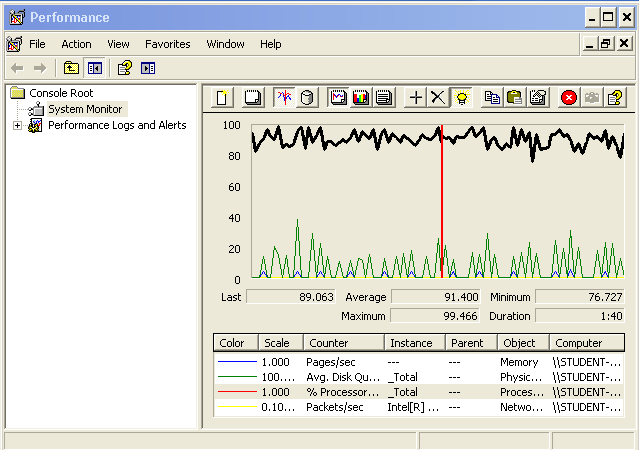 Performance
File Action View Favorites Window Help
Console Root
System Monitor
Performance Logs and Alerts
100
80
60
40
20
0
Last 89.063 Average 91.400 Minimum 76.727
Maximum 99.466 Duration 1:40
Color Scale Counter Instance Parent Object Computer
1.000 Pages/sec --- --- Memory \\STUDENT-...
100.... Avg. Disk Qu... _Total --- Physic... \\STUDENT-...
1.000 % Processor... _Total --- Proces... \\STUDENT-...
0.10... Packets/sec Intel[R] ... --- Netwo... \\STUDENT-...